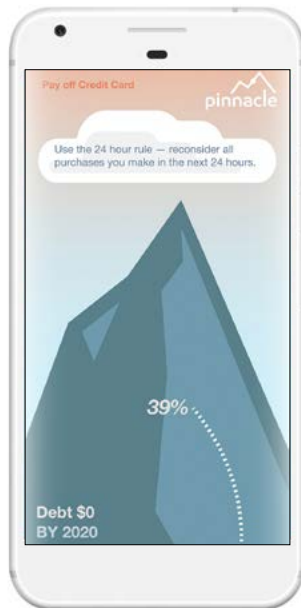 Pay off Credit Card
pinnacle
Use the 24 hour rule — reconsider all
purchases you make in the next 24 hours.
39%
Debt $0
BY 2020